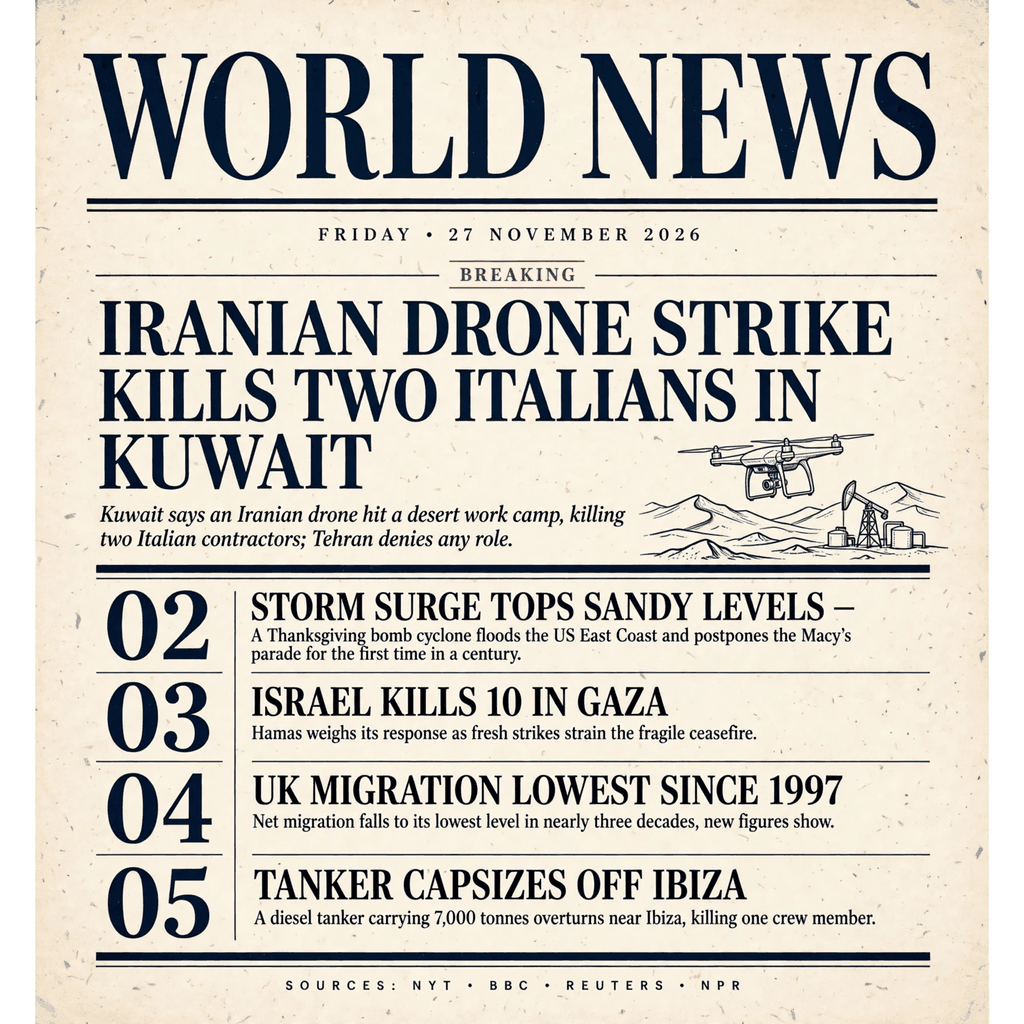 WORLD NEWS
FRIDAY • 27 NOVEMBER 2026
BREAKING
IRANIAN DRONE STRIKE
KILLS TWO ITALIANS IN
KUWAIT
Kuwait says an Iranian drone hit a desert work camp, killing
two Italian contractors; Tehran denies any role.
02
STORM SURGE TOPS SANDY LEVELS –
A Thanksgiving bomb cyclone floods the US East Coast and postpones the Macy's
parade for the first time in a century.
03
ISRAEL KILLS 10 IN GAZA
Hamas weighs its response as fresh strikes strain the fragile ceasefire.
04
UK MIGRATION LOWEST SINCE 1997
Net migration falls to its lowest level in nearly three decades, new figures show.
05
TANKER CAPSIZES OFF IBIZA
A diesel tanker carrying 7,000 tonnes overturns near Ibiza, killing one crew member.
SOURCES: NYT • BBC • REUTERS • NPR